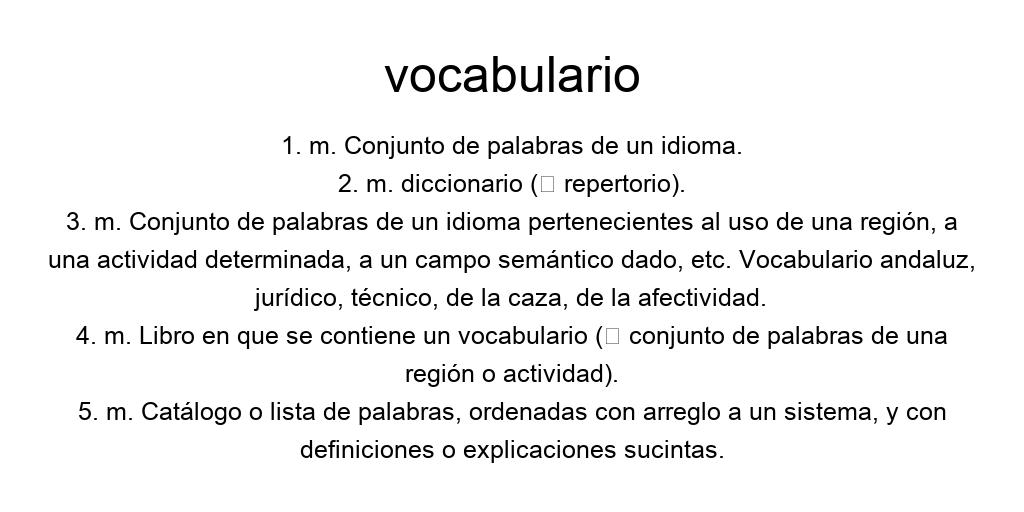 vocabulario
1. m. Conjunto de palabras de un idioma.
2. m. diccionario (□ repertorio).
3. m. Conjunto de palabras de un idioma pertenecientes al uso de una región, a
una actividad determinada, a un campo semántico dado, etc. Vocabulario andaluz,
jurídico, técnico, de la caza, de la afectividad.
4. m. Libro en que se contiene un vocabulario (□ conjunto de palabras de una
región o actividad).
5. m. Catálogo o lista de palabras, ordenadas con arreglo a un sistema, y con
definiciones o explicaciones sucintas.